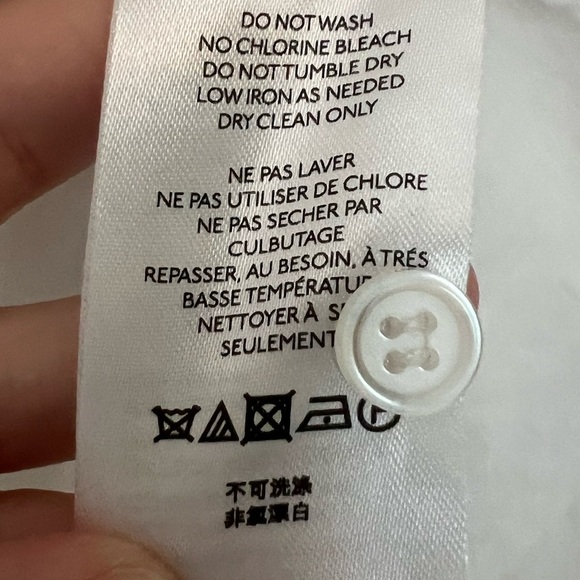 DO NOT WASH
NO CHLORINE BLEACH
DO NOT TUMBLE DRY
LOW IRON AS NEEDED
DRY CLEAN ONLY
NE PAS LAVER
NE PAS UTILISER DE CHLORE
NE PAS SECHER PAR
CULBUTAGE
REPASSER, AU BESOIN, À TRÉS
BASSE
NETTOYER À
SEULEMENT
不可洗涤
非氯漂白